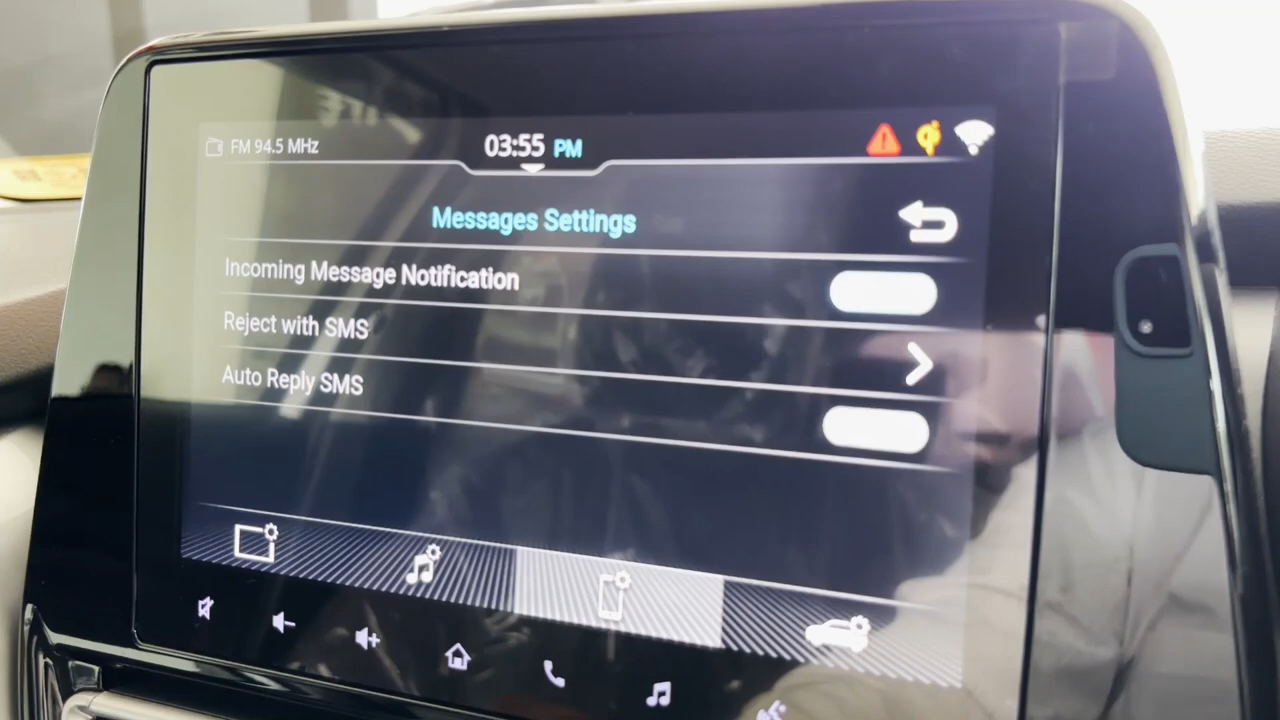 FM 94.5 MHz
03:55 PM
Messages Settings
Incoming Message Notification
Reject with SMS
Auto Reply SMS